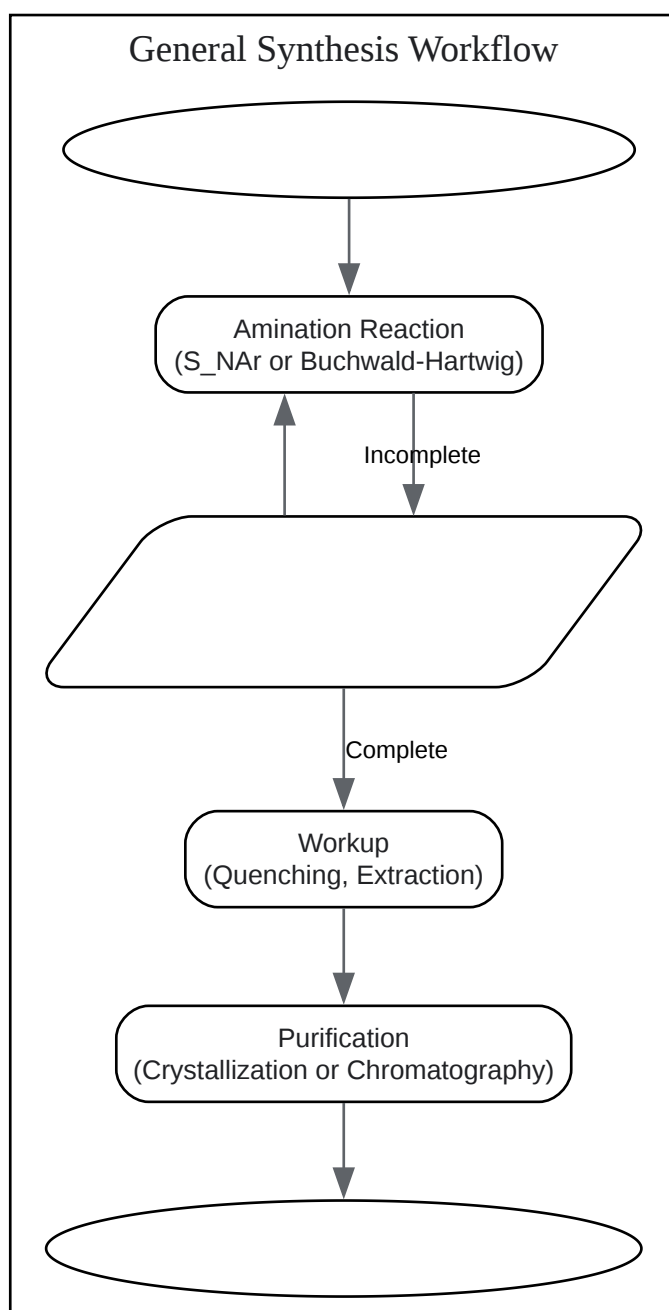 General Synthesis Workflow
Amination Reaction
(S_NAr or Buchwald-Hartwig)
Incomplete
Complete
Workup
(Quenching, Extraction)
Purification
(Crystallization or Chromatography)